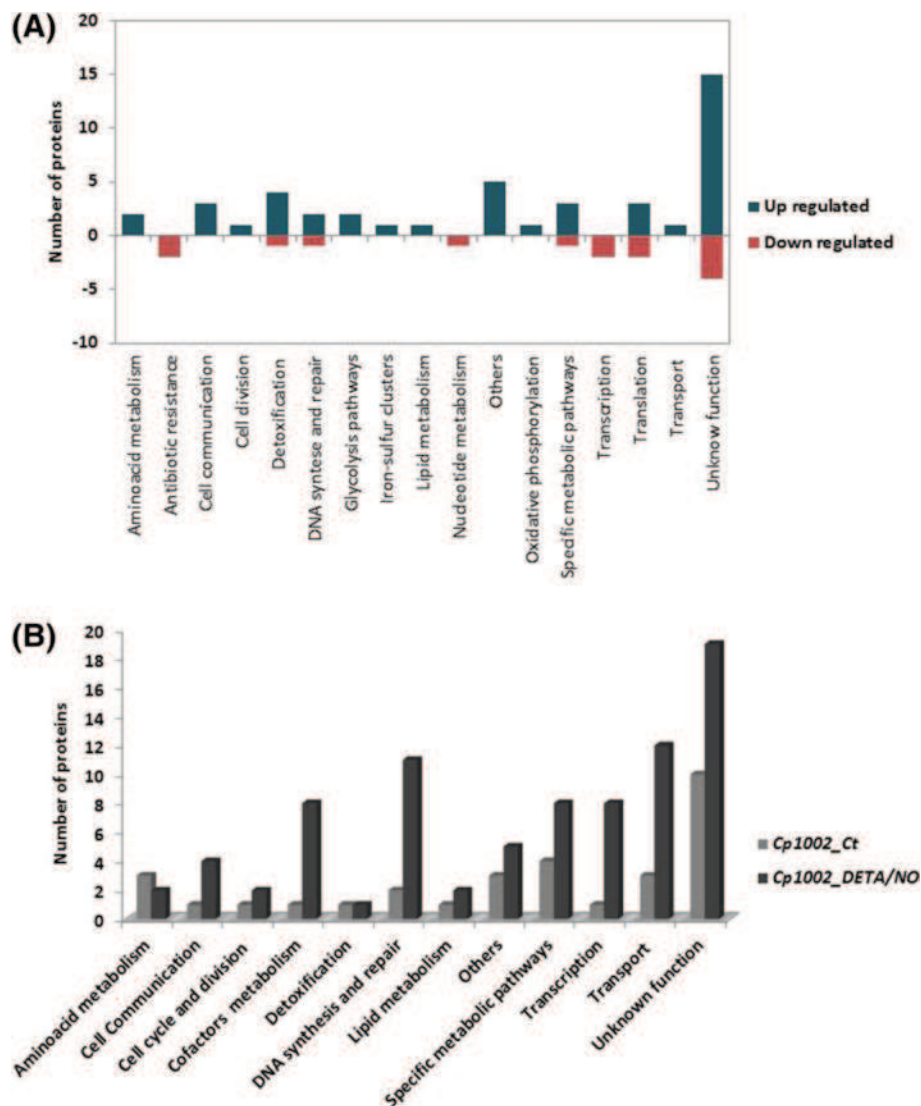 (A)
20
15
10
5
0
-5
-10
Number of proteins
Up regulated
Down regulated
Aminoacid metabolism
Antibiotic resistance
Cell communication
Cell division
Detoxification
DNA syntese and repair
Glycolysis pathways
Iron-sulfur clusters
Lipid metabolism
Nucleotide metabolism
Others
Oxidative phosphorylation
Specific metabolic pathways
Transcription
Translation
Transport
Unknow function
(B)
20
18
16
14
12
10
8
6
4
2
0
Number of proteins
Cp1002_Ct
Cp1002_DETA/NO
Aminoacid metabolism
Cell Communication
Cell cycle and division
Cofactors metabolism
Detoxification
DNA synthesis and repair
Lipid metabolism
Others
Specific metabolic pathways
Transcription
Transport
Unknown function